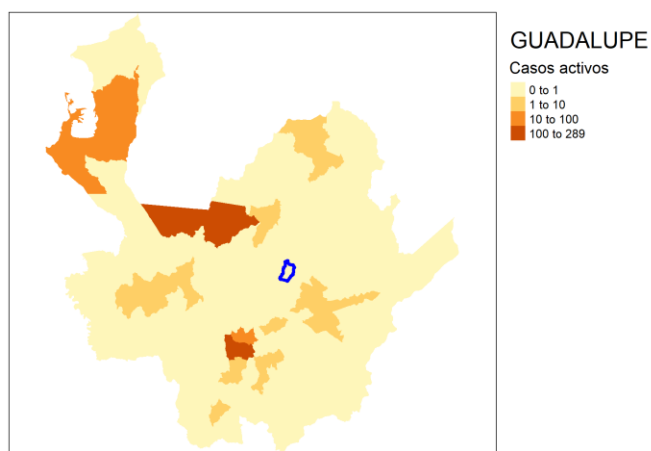 GUADALUPE
Casos activos
0 to 1
1 to 10
10 to 100
100 to 289